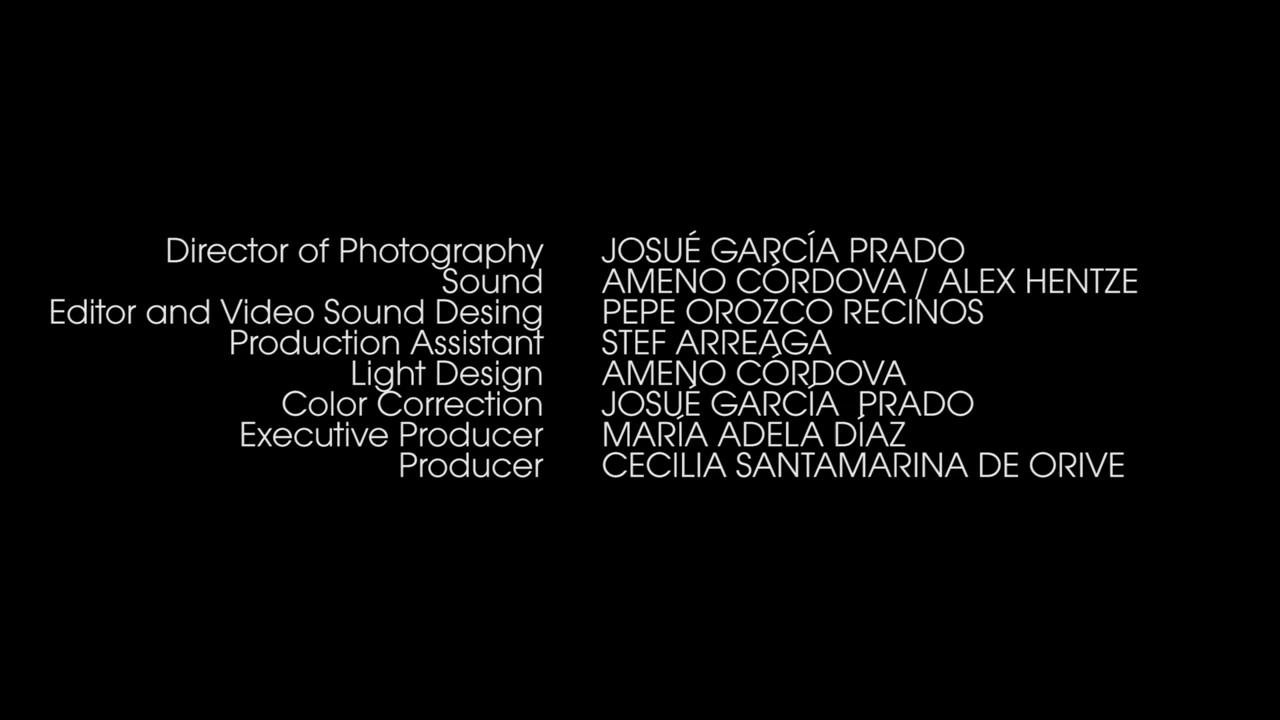 Director of Photography JOSUÉ GARCÍA PRADO
Sound AMENO CÓRDOVA / ALEX HENTZE
Editor and Video Sound Desing PEPE OROZCO RECINOS
Production Assistant STEF ARREAGA
Light Design AMENO CÓRDOVA
Color Correction JOSUÉ GARCÍA PRADO
Executive Producer MARÍA ADELA DÍAZ
Producer CECILIA SANTAMARINA DE ORIVE